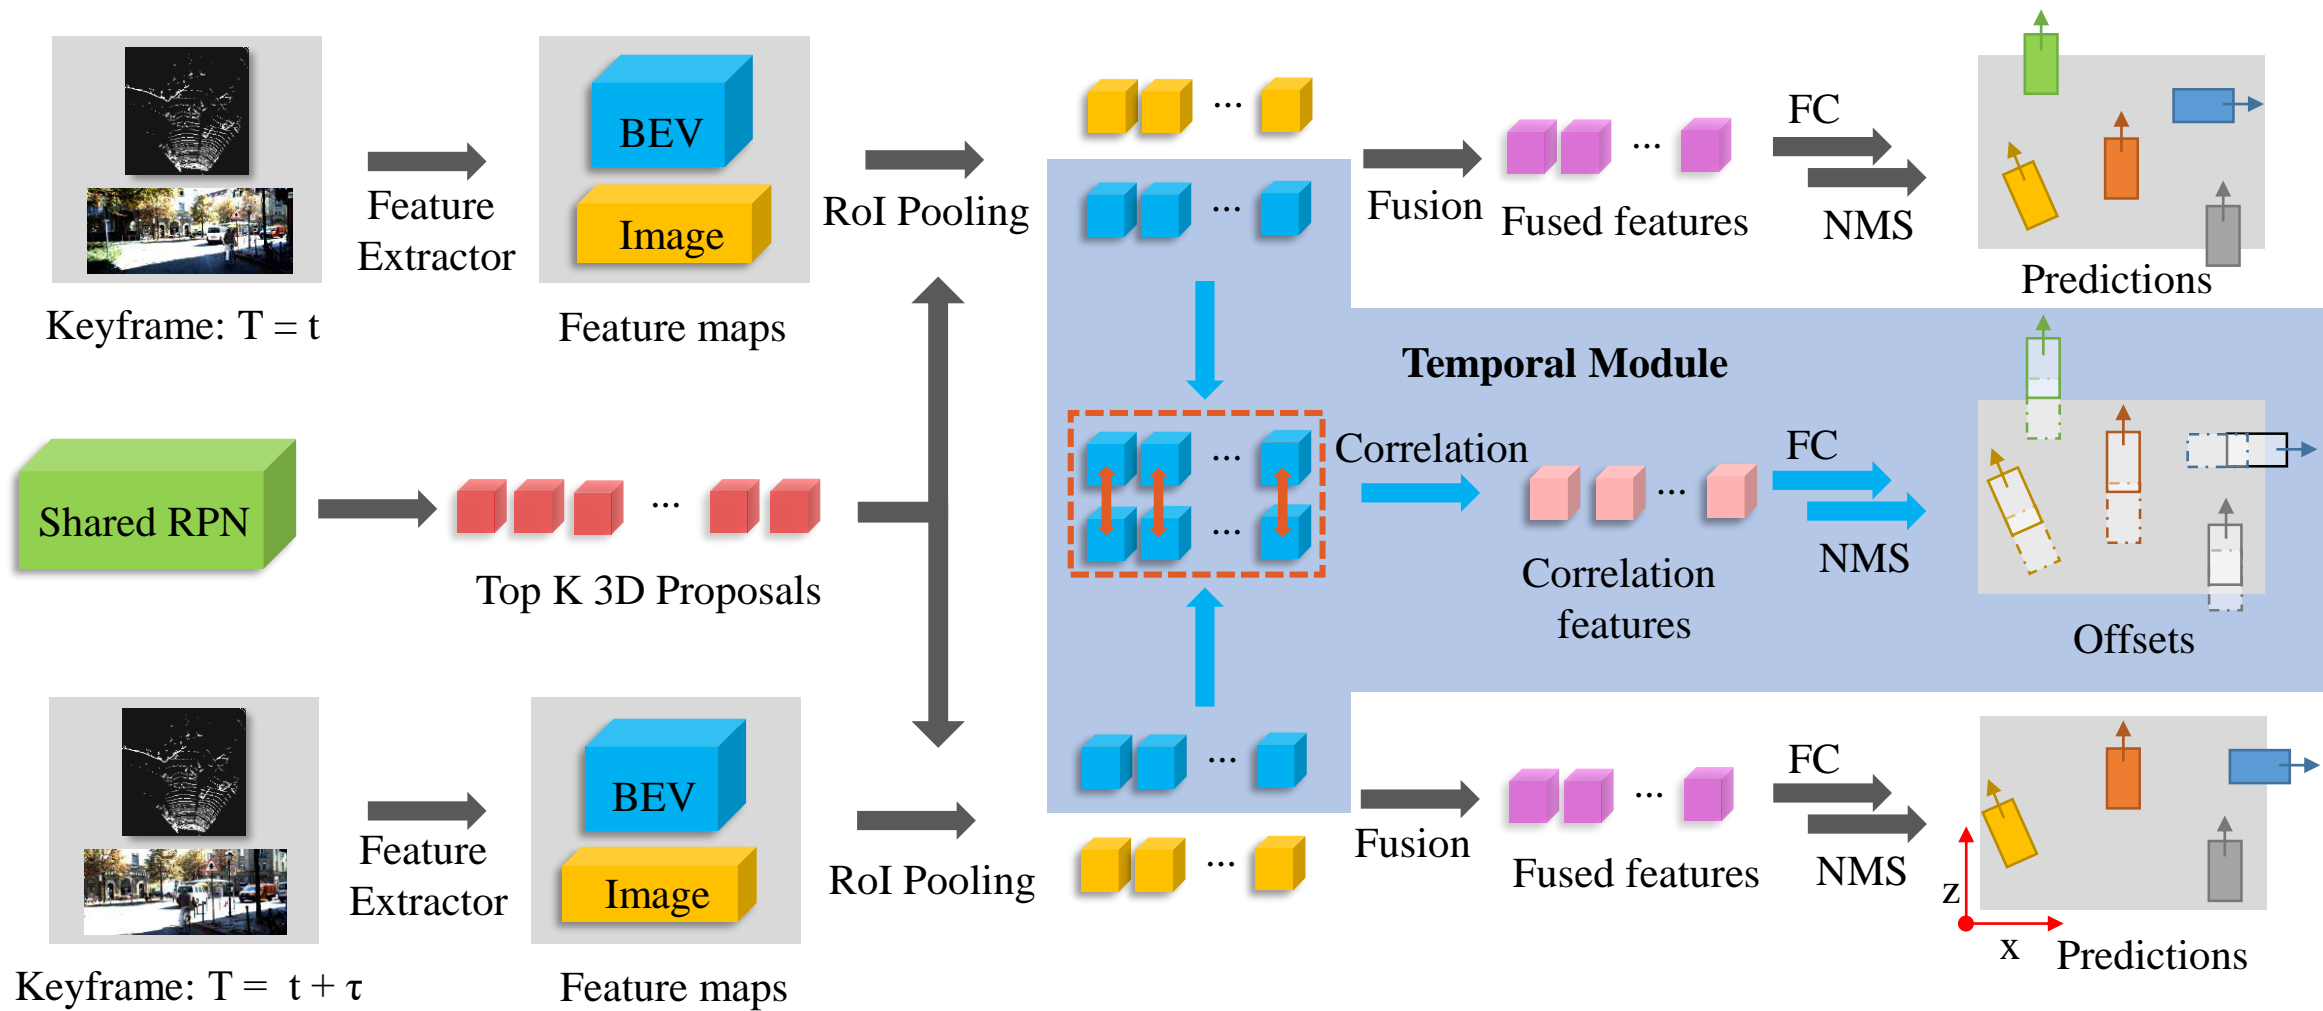 BEV
Image
Feature
Extractor
RoI Pooling
...
...
Fusion
...
Fused features
FC
NMS
Predictions
Keyframe: T = t
Feature maps
Temporal Module
Shared RPN
...
Top K 3D Proposals
...
...
Correlation
...
Correlation
features
FC
NMS
Offsets
BEV
Image
Feature
Extractor
RoI Pooling
...
...
Fusion
...
Fused features
FC
NMS
z
x
Predictions
Keyframe: T = t + τ
Feature maps